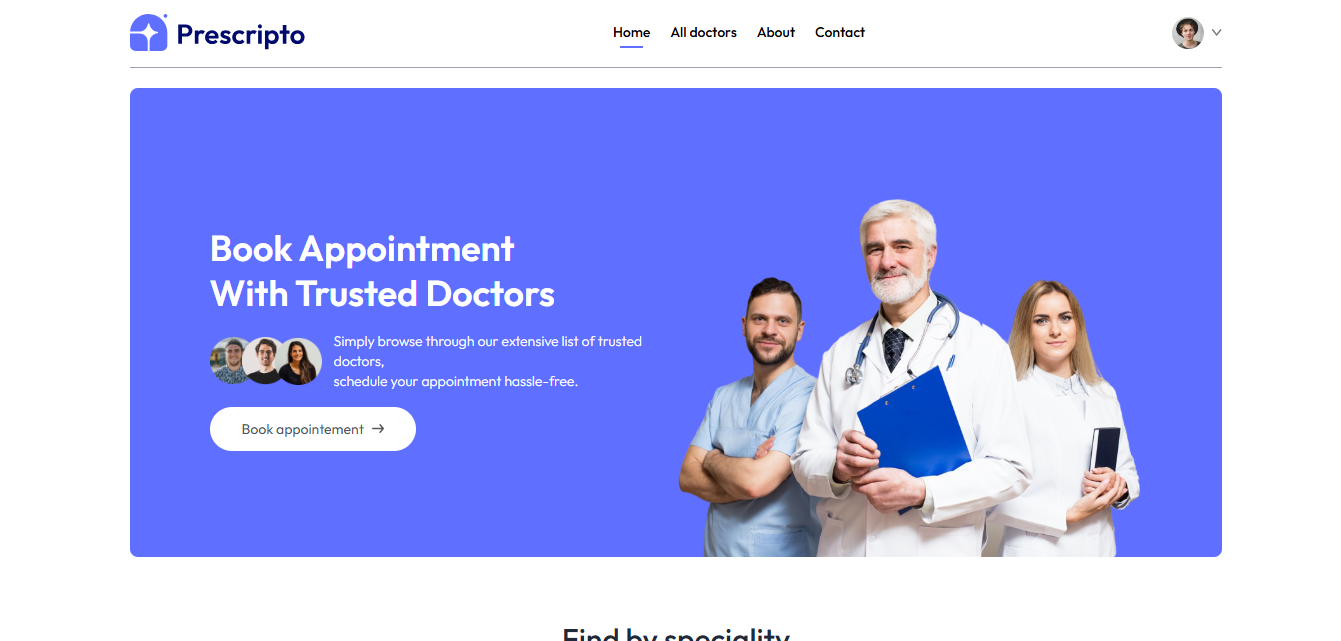 Prescripto
Home
All doctors
About
Contact
Book Appointment
With Trusted Doctors
Simply browse through our extensive list of trusted
doctors,
schedule your appointment hassle-free.
Book appointement
Find by speciality